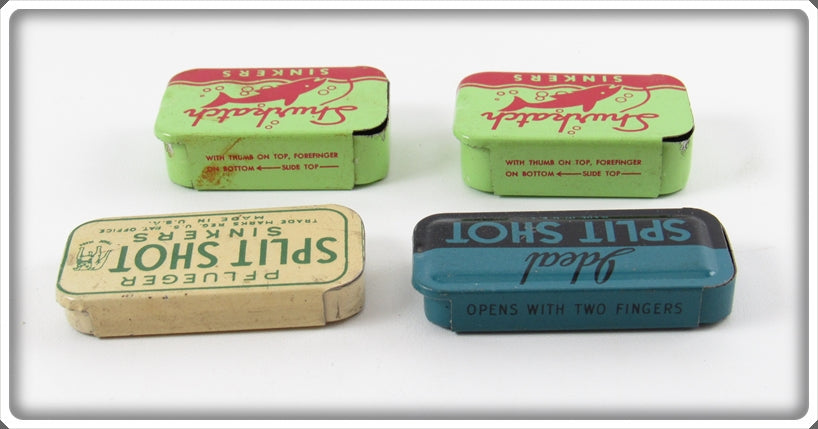 SINKERS
Shurkatch
WITH THUMB ON TOP, FOREFINGER
ON BOTTOM ← SLIDE TOP —
SINKERS
Shurkatch
WITH THUMB ON TOP, FOREFINGER
ON BOTTOM ← SLIDE TOP —
PFLUEGER
SPLIT SHOT
SINKERS
MADE IN U.S.A.
TRADE MARKS REG. U.S. PAT. OFFICE
Ideal
SPLIT SHOT
OPENS WITH TWO FINGERS